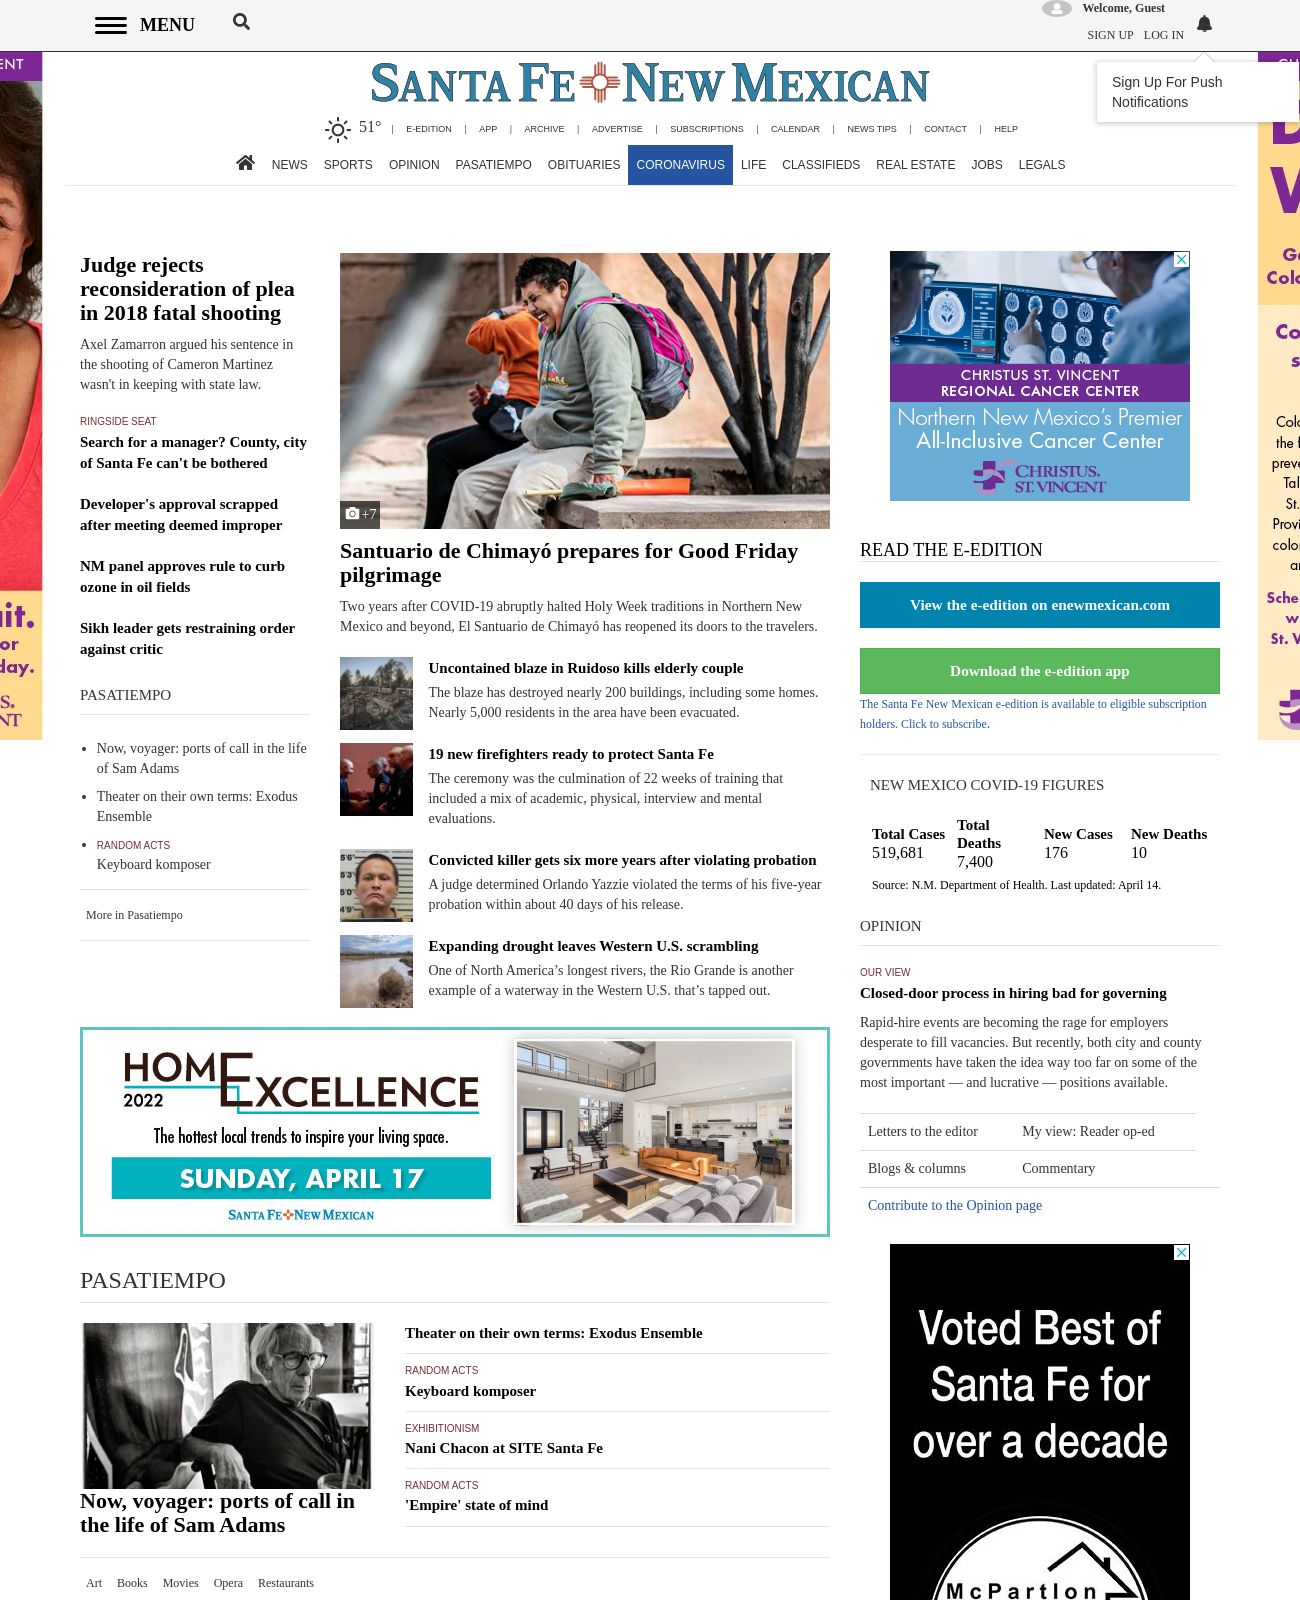 MENU
Welcome, Guest
SIGN UP LOG IN
Sign Up For Push
Notifications
SANTA FE NEW MEXICAN
51° | E-EDITION | APP | ARCHIVE | ADVERTISE | SUBSCRIPTIONS | CALENDAR | NEWS TIPS | CONTACT | HELP
NEWS SPORTS OPINION PASATIEMPO OBITUARIES CORONAVIRUS LIFE CLASSIFIEDS REAL ESTATE JOBS LEGALS
Judge rejects
reconsideration of plea
in 2018 fatal shooting
Axel Zamarron argued his sentence in
the shooting of Cameron Martinez
wasn't in keeping with state law.
RINGSIDE SEAT
Search for a manager? County, city
of Santa Fe can't be bothered
Developer's approval scrapped
after meeting deemed improper
NM panel approves rule to curb
ozone in oil fields
Sikh leader gets restraining order
against critic
PASATIEMPO
Now, voyager: ports of call in the life
of Sam Adams
Theater on their own terms: Exodus
Ensemble
RANDOM ACTS
Keyboard komposer
More in Pasatiempo
+7
Santuario de Chimayó prepares for Good Friday
pilgrimage
Two years after COVID-19 abruptly halted Holy Week traditions in Northern New
Mexico and beyond, El Santuario de Chimayó has reopened its doors to the travelers.
Uncontained blaze in Ruidoso kills elderly couple
The blaze has destroyed nearly 200 buildings, including some homes.
Nearly 5,000 residents in the area have been evacuated.
19 new firefighters ready to protect Santa Fe
The ceremony was the culmination of 22 weeks of training that
included a mix of academic, physical, interview and mental
evaluations.
Convicted killer gets six more years after violating probation
A judge determined Orlando Yazzie violated the terms of his five-year
probation within about 40 days of his release.
Expanding drought leaves Western U.S. scrambling
One of North America’s longest rivers, the Rio Grande is another
example of a waterway in the Western U.S. that’s tapped out.
CHRISTUS ST. VINCENT
REGIONAL CANCER CENTER
Northern New Mexico's Premier
All-Inclusive Cancer Center
CHRISTUS.
ST. VINCENT
READ THE E-EDITION
View the e-edition on enewmexican.com
Download the e-edition app
The Santa Fe New Mexican e-edition is available to eligible subscription
holders. Click to subscribe.
NEW MEXICO COVID-19 FIGURES
Total Cases Total Deaths New Cases New Deaths
519,681 7,400 176 10
Source: N.M. Department of Health. Last updated: April 14.
OPINION
OUR VIEW
Closed-door process in hiring bad for governing
Rapid-hire events are becoming the rage for employers
desperate to fill vacancies. But recently, both city and county
governments have taken the idea way too far on some of the
most important — and lucrative — positions available.
Letters to the editor My view: Reader op-ed
Blogs & columns Commentary
Contribute to the Opinion page
HOME EXCELLENCE
2022
The hottest local trends to inspire your living space.
SUNDAY, APRIL 17
SANTA FE NEW MEXICAN
PASATIEMPO
Now, voyager: ports of call in
the life of Sam Adams
Theater on their own terms: Exodus Ensemble
RANDOM ACTS
Keyboard komposer
EXHIBITIONISM
Nani Chacon at SITE Santa Fe
RANDOM ACTS
'Empire' state of mind
Art Books Movies Opera Restaurants
Voted Best of
Santa Fe for
over a decade
McPartlon